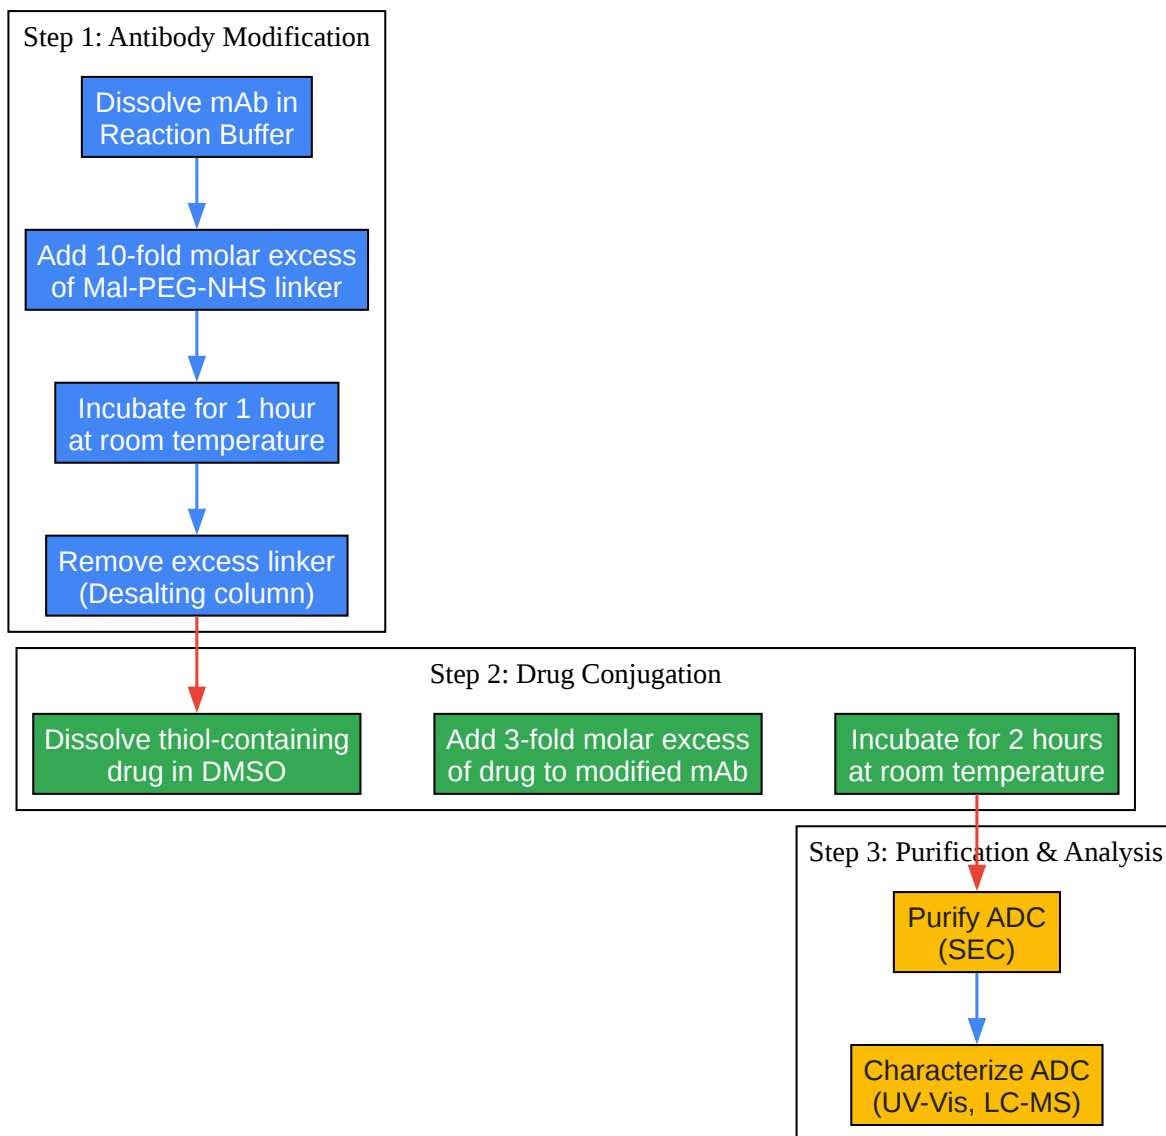 Step 1: Antibody Modification
Dissolve mAb in
Reaction Buffer
Add 10-fold molar excess
of Mal-PEG-NHS linker
Incubate for 1 hour
at room temperature
Remove excess linker
(Desalting column)
Step 2: Drug Conjugation
Dissolve thiol-containing
drug in DMSO
Add 3-fold molar excess
of drug to modified mAb
Incubate for 2 hours
at room temperature
Step 3: Purification & Analysis
Purify ADC
(SEC)
Characterize ADC
(UV-Vis, LC-MS)